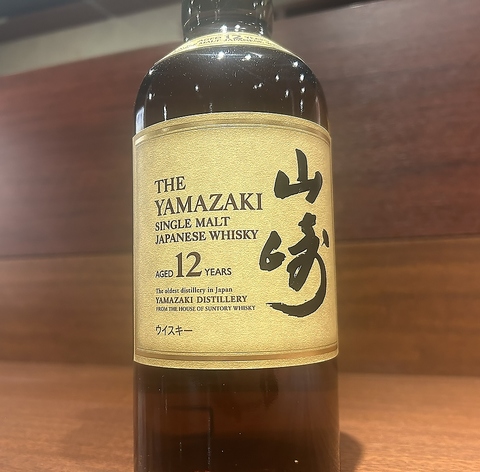 THE
YAMAZAKI
SINGLE MALT
JAPANESE WHISKY
AGED 12 YEARS
The oldest distillery in Japan
YAMAZAKI DISTILLERY
FROM THE HOUSE OF SUNTORY WHISKY
ウイスキー
山崎